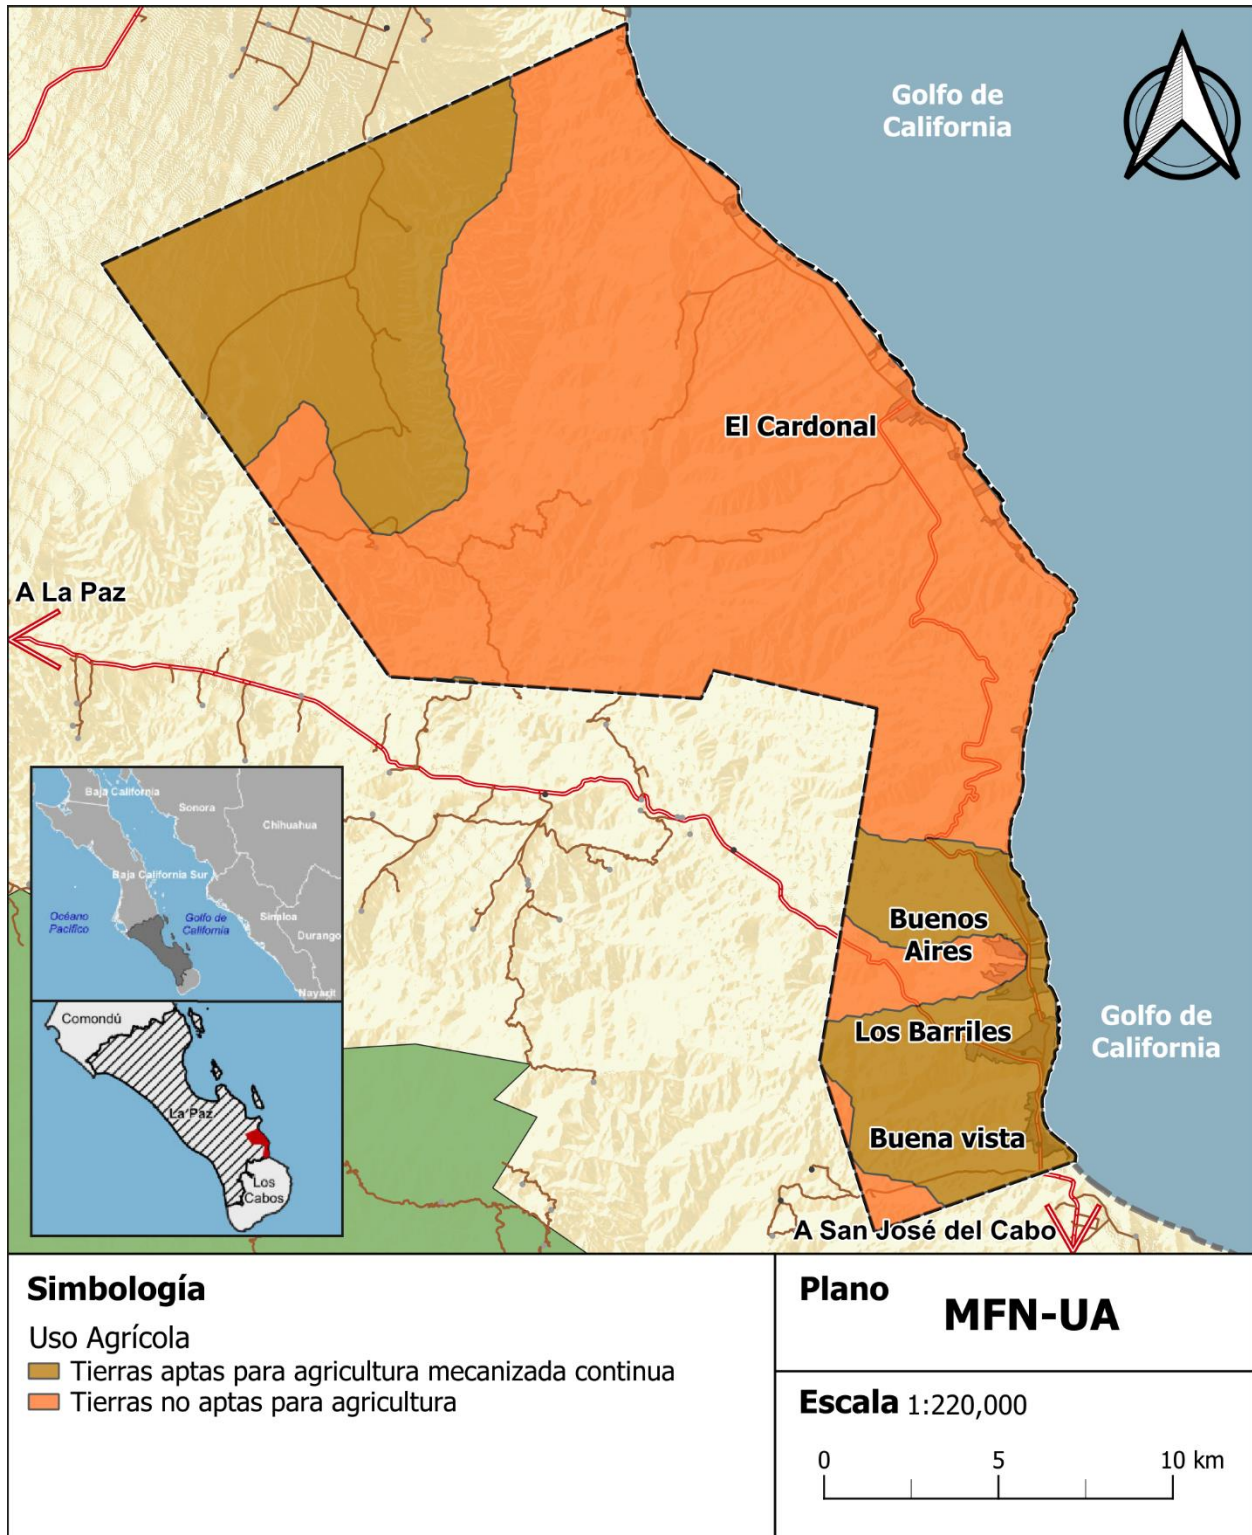 Golfo de
California
El Cardonal
A La Paz
Buenos
Aires
Los Barriles
Golfo de
California
Buena vista
A San José del Cabo
Baja California
Sonora
Chihuahua
Baja California Sur
Océano
Pacífico
Golfo de
California
Sinaloa
Durango
Nayarit
Comondú
La Paz
Los
Cabos
Simbología
Uso Agrícola
Tierras aptas para agricultura mecanizada continua
Tierras no aptas para agricultura
Plano
MFN-UA
Escala 1:220,000
0 5 10 km